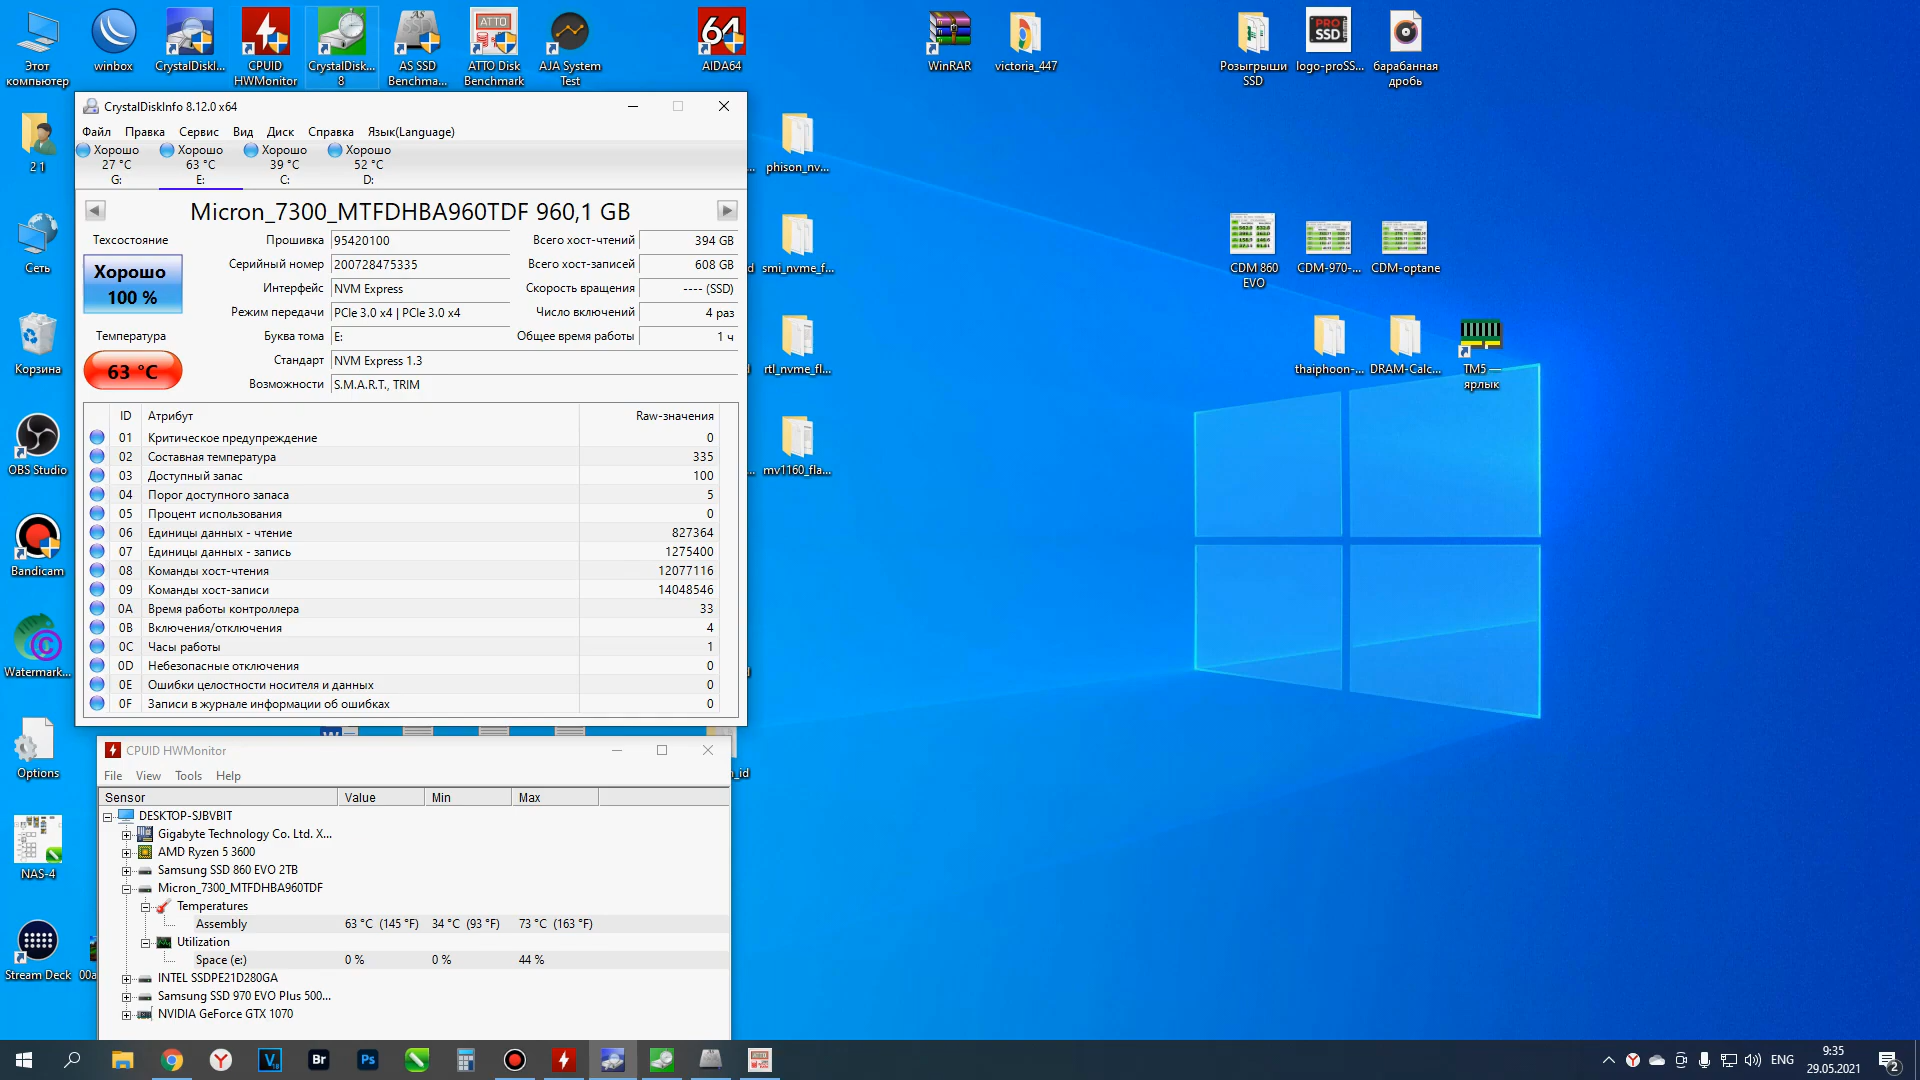 Этот компьютер
winbox
CrystalDiskI...
CPUID HWMonitor
CrystalDisk... 8
AS SSD Benchma...
ATTO Disk Benchmark
AJA System Test
AIDA64
WinRAR
victoria_447
Розыгрыши SSD
logo-proSS...
барабанная дробь
2 1
Сеть
Корзина
OBS Studio
Bandicam
Watermark...
Options
NAS-4
Stream Deck
00a
phison_nv...
smi_nvme_f...
rtl_nvme_fl...
mv1160_fla...
CDM 860 EVO
CDM-970-...
CDM-optane
thaiphoon-...
DRAM-Calc...
TM5 — ярлык
CrystalDiskInfo 8.12.0 x64
Файл Правка Сервис Вид Диск Справка Язык(Language)
Хорошо Хорошо Хорошо Хорошо
27 °C 63 °C 39 °C 52 °C
G: E: C: D:
Micron_7300_MTFDHBA960TDF 960,1 GB
Техсостояние
Хорошо
100 %
Температура
63 °C
Прошивка 95420100
Серийный номер 200728475335
Интерфейс NVM Express
Режим передачи PCIe 3.0 x4 | PCIe 3.0 x4
Буква тома E:
Стандарт NVM Express 1.3
Возможности S.M.A.R.T., TRIM
Всего хост-чтений 394 GB
Всего хост-записей 608 GB
Скорость вращения ---- (SSD)
Число включений 4 раз
Общее время работы 1 ч
ID Атрибут Raw-значения
01 Критическое предупреждение 0
02 Составная температура 335
03 Доступный запас 100
04 Порог доступного запаса 5
05 Процент использования 0
06 Единицы данных - чтение 827364
07 Единицы данных - запись 1275400
08 Команды хост-чтения 12077116
09 Команды хост-записи 14048546
0A Время работы контроллера 33
0B Включения/отключения 4
0C Часы работы 1
0D Небезопасные отключения 0
0E Ошибки целостности носителя и данных 0
0F Записи в журнале информации об ошибках 0
n_id
CPUID HWMonitor
File View Tools Help
Sensor Value Min Max
DESKTOP-SJBVBIT
Gigabyte Technology Co. Ltd. X...
AMD Ryzen 5 3600
Samsung SSD 860 EVO 2TB
Micron_7300_MTFDHBA960TDF
Temperatures
Assembly 63 °C (145 °F) 34 °C (93 °F) 73 °C (163 °F)
Utilization
Space (e:) 0 % 0 % 44 %
INTEL SSDPE21D280GA
Samsung SSD 970 EVO Plus 500...
NVIDIA GeForce GTX 1070
Br
Ps
ENG
9:35
29.05.2021
2